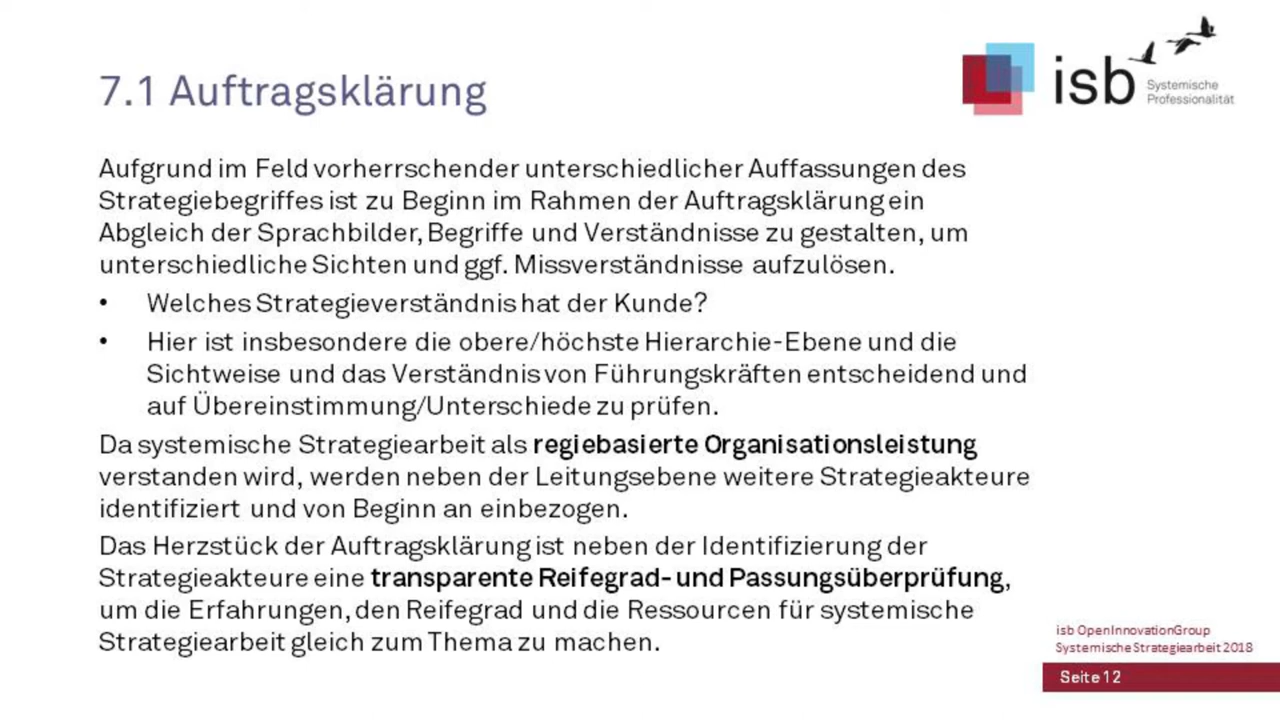 7.1 Auftragsklärung
isb
Systemische
Professionalität
Aufgrund im Feld vorherrschender unterschiedlicher Auffassungen des
Strategiebegriffes ist zu Beginn im Rahmen der Auftragsklärung ein
Abgleich der Sprachbilder, Begriffe und Verständnisse zu gestalten, um
unterschiedliche Sichten und ggf. Missverständnisse aufzulösen.
• Welches Strategieverständnis hat der Kunde?
• Hier ist insbesondere die obere/höchste Hierarchie-Ebene und die
Sichtweise und das Verständnis von Führungskräften entscheidend und
auf Übereinstimmung/Unterschiede zu prüfen.
Da systemische Strategiearbeit als regiebasierte Organisationsleistung
verstanden wird, werden neben der Leitungsebene weitere Strategieakteure
identifiziert und von Beginn an einbezogen.
Das Herzstück der Auftragsklärung ist neben der Identifizierung der
Strategieakteure eine transparente Reifegrad- und Passungsüberprüfung,
um die Erfahrungen, den Reifegrad und die Ressourcen für systemische
Strategiearbeit gleich zum Thema zu machen.
isb OpenInnovationGroup
Systemische Strategiearbeit 2018
Seite 12